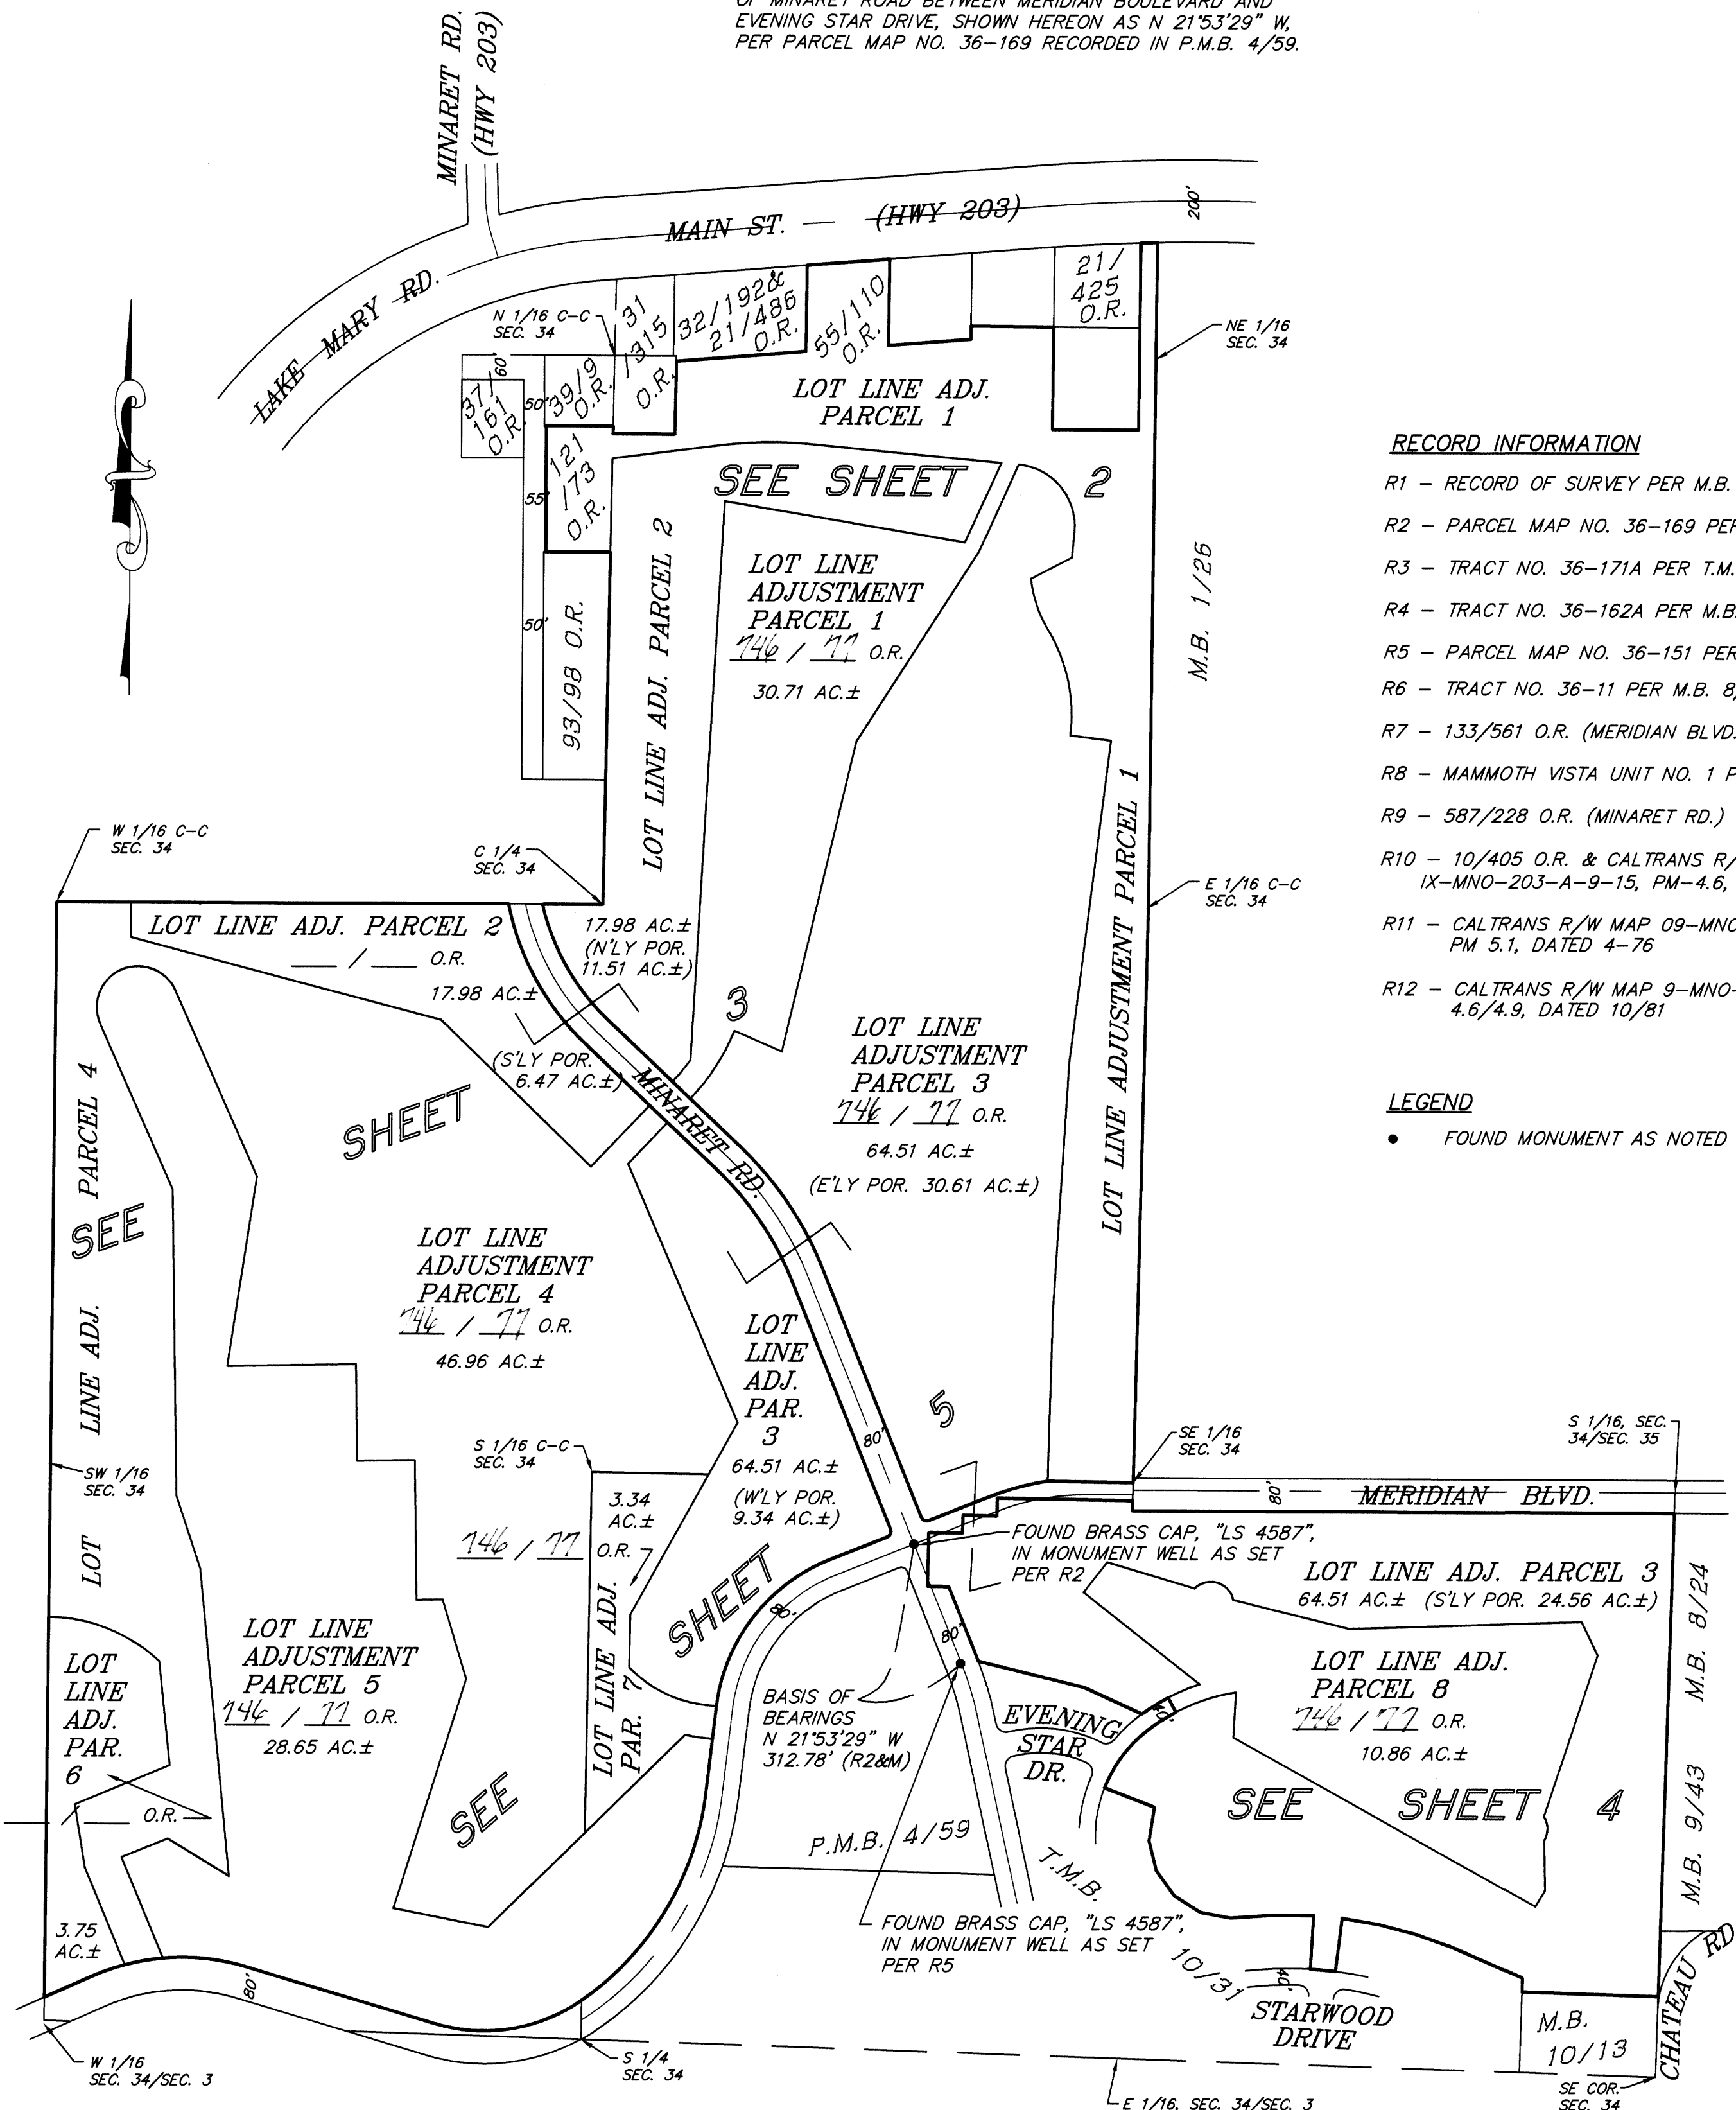 OF MINARET ROAD BETWEEN MERIDIAN BOULEVARD AND
EVENING STAR DRIVE, SHOWN HEREON AS N 21°53'29" W,
PER PARCEL MAP NO. 36-169 RECORDED IN P.M.B. 4/59.
MINARET RD.
(HWY 203)
MAIN ST. — (HWY 203)
200'
LAKE MARY RD.
N 1/16 C-C
SEC. 34
31
/315
O.R.
32/192&
21/486
O.R.
55/110
O.R.
21/
425
O.R.
NE 1/16
SEC. 34
60'
37/
161
O.R.
50'
39/9
O.R.
121
/73
O.R.
55'
50'
93/98 O.R.
LOT LINE ADJ.
PARCEL 1
SEE SHEET 2
LOT LINE ADJ. PARCEL 2
LOT LINE
ADJUSTMENT
PARCEL 1
746 / 77 O.R.
30.71 AC.±
M.B. 1/26
RECORD INFORMATION
R1 - RECORD OF SURVEY PER M.B.
R2 - PARCEL MAP NO. 36-169 PER
R3 - TRACT NO. 36-171A PER T.M.
R4 - TRACT NO. 36-162A PER M.B.
R5 - PARCEL MAP NO. 36-151 PER
R6 - TRACT NO. 36-11 PER M.B. 8/
R7 - 133/561 O.R. (MERIDIAN BLVD.
R8 - MAMMOTH VISTA UNIT NO. 1 P
R9 - 587/228 O.R. (MINARET RD.)
R10 - 10/405 O.R. & CALTRANS R/
IX-MNO-203-A-9-15, PM-4.6,
R11 - CALTRANS R/W MAP 09-MNO
PM 5.1, DATED 4-76
R12 - CALTRANS R/W MAP 9-MNO-
4.6/4.9, DATED 10/81
LEGEND
● FOUND MONUMENT AS NOTED
W 1/16 C-C
SEC. 34
C 1/4
SEC. 34
E 1/16 C-C
SEC. 34
LOT LINE ADJ. PARCEL 2
___ / ___ O.R.
17.98 AC.±
17.98 AC.±
(N'LY POR.
11.51 AC.±)
(S'LY POR.
6.47 AC.±)
MINARET RD.
3
LOT LINE
ADJUSTMENT
PARCEL 3
746 / 77 O.R.
64.51 AC.±
(E'LY POR. 30.61 AC.±)
LOT LINE ADJUSTMENT PARCEL 1
LOT LINE ADJ. PARCEL 4
SEE SHEET
LOT LINE
ADJUSTMENT
PARCEL 4
746 / 77 O.R.
46.96 AC.±
LOT
LINE
ADJ.
PAR.
3
64.51 AC.±
(W'LY POR.
9.34 AC.±)
80'
5
SW 1/16
SEC. 34
S 1/16 C-C
SEC. 34
SE 1/16
SEC. 34
S 1/16, SEC.
34/SEC. 35
80'
MERIDIAN BLVD.
3.34
AC.±
746 / 77 O.R.
LOT LINE ADJ.
PAR. 7
SEE SHEET
80'
FOUND BRASS CAP, "LS 4587",
IN MONUMENT WELL AS SET
PER R2
LOT LINE ADJ. PARCEL 3
64.51 AC.± (S'LY POR. 24.56 AC.±)
M.B. 8/24
M.B. 9/43
LOT
LINE
ADJ.
PAR.
6
/ O.R.
3.75
AC.±
LOT LINE
ADJUSTMENT
PARCEL 5
746 / 77 O.R.
28.65 AC.±
80'
BASIS OF
BEARINGS
N 21°53'29" W
312.78' (R2&M)
EVENING
STAR
DR.
40'
LOT LINE ADJ.
PARCEL 8
746 / 77 O.R.
10.86 AC.±
SEE SHEET 4
P.M.B. 4/59
T.M.B. 10/31
FOUND BRASS CAP, "LS 4587",
IN MONUMENT WELL AS SET
PER R5
80'
40'
STARWOOD
DRIVE
M.B.
10/13
CHATEAU RD
W 1/16
SEC. 34/SEC. 3
S 1/4
SEC. 34
E 1/16, SEC. 34/SEC. 3
SE COR.
SEC. 34